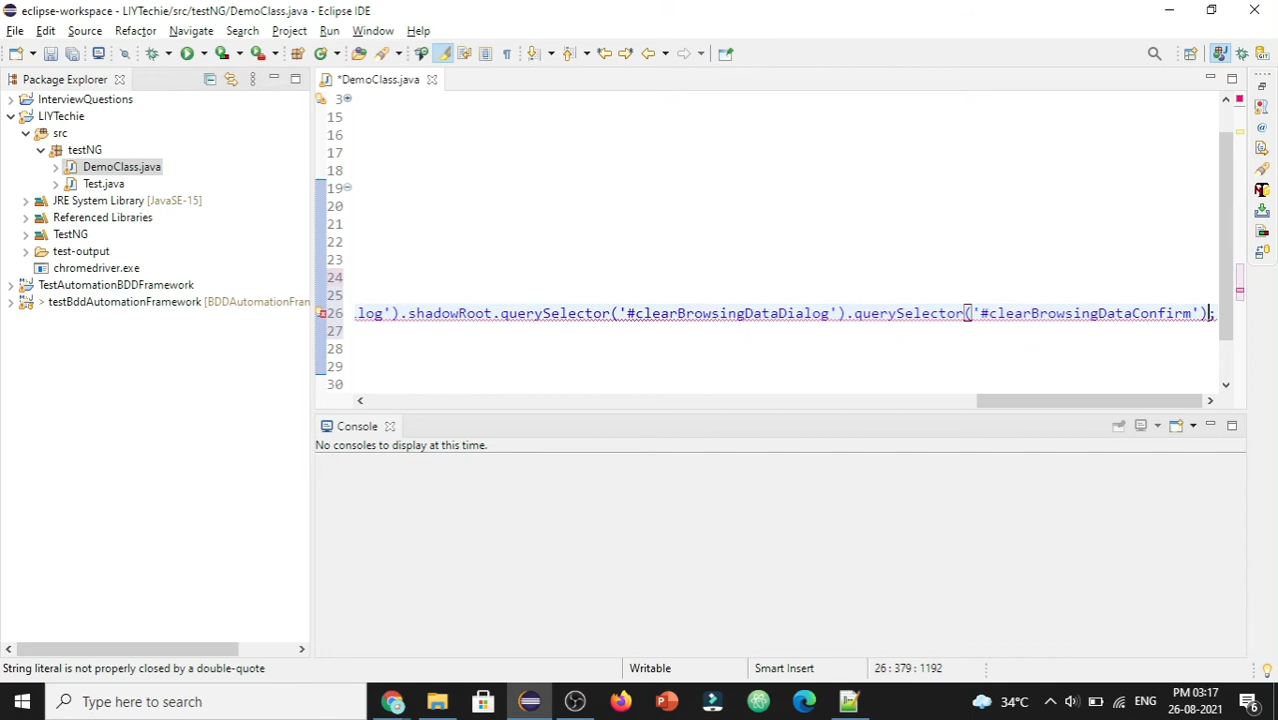 eclipse-workspace - LIYTechie/src/testNG/DemoClass.java - Eclipse IDE
File Edit Source Refactor Navigate Search Project Run Window Help
Package Explorer
*DemoClass.java
InterviewQuestions
LIYTechie
src
testNG
DemoClass.java
Test.java
JRE System Library [JavaSE-15]
Referenced Libraries
TestNG
test-output
chromedriver.exe
TestAutomationBDDFramework
> testBddAutomationFramework [BDDAutomationFran
3
15
16
17
18
19
20
21
22
23
24
25
26 .log').shadowRoot.querySelector('#clearBrowsingDataDialog').querySelector('#clearBrowsingDataConfirm');
27
28
29
30
Console
No consoles to display at this time.
String literal is not properly closed by a double-quote
Writable
Smart Insert
26 : 379 : 1192
Type here to search
34°C
ENG
PM 03:17
26-08-2021
6